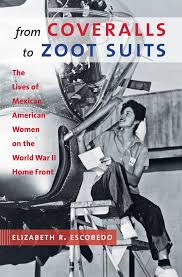 from COVERALLS
to ZOOT SUITS
The
Lives of
Mexican
American
Women
on the
World War II
Home Front
ELIZABETH R. ESCOBEDO